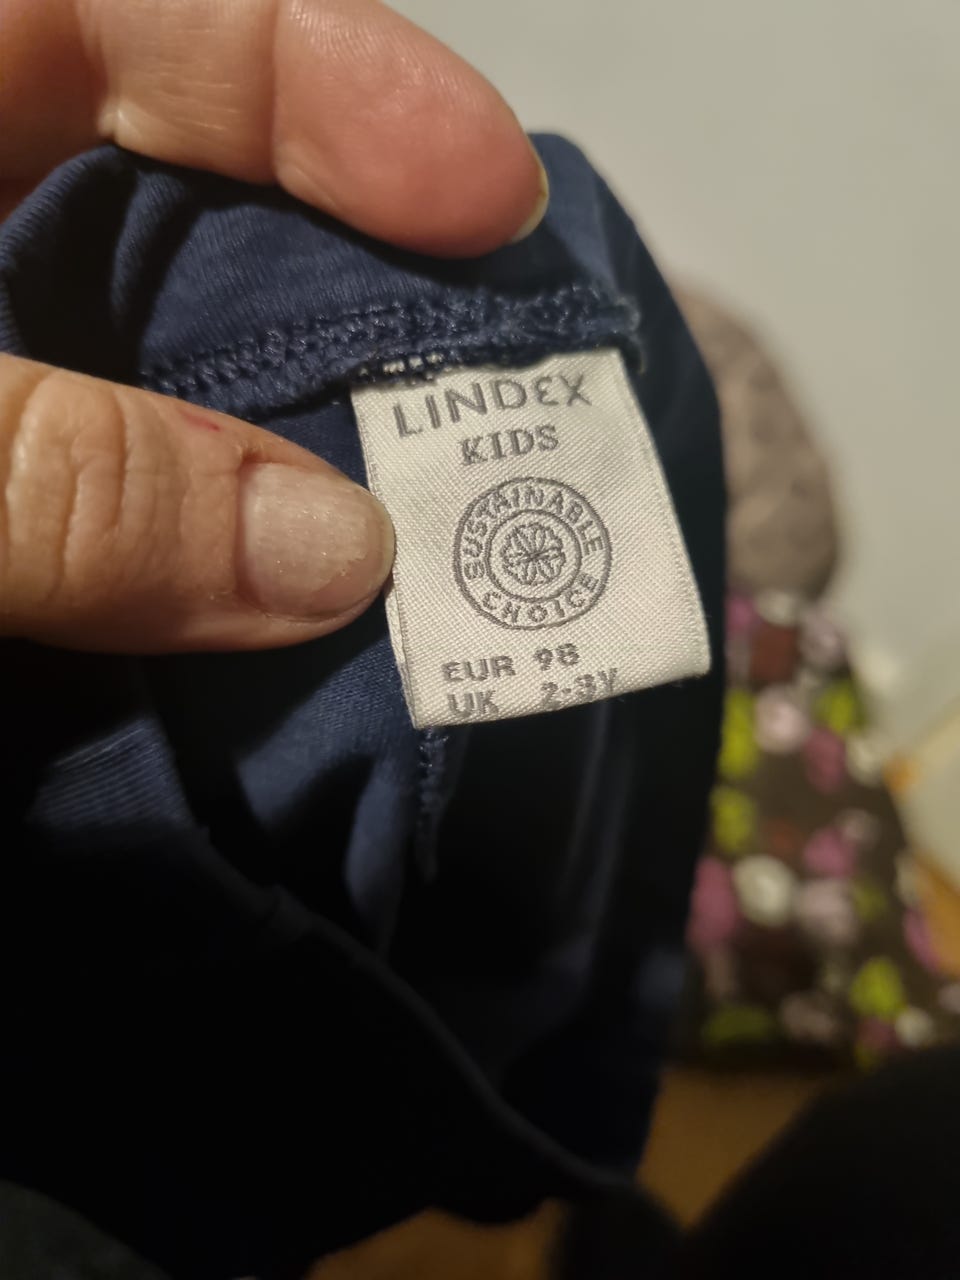 LINDEX
KIDS
SUSTAINABLE
CHOICE
EUR 98
UK 2-3Y